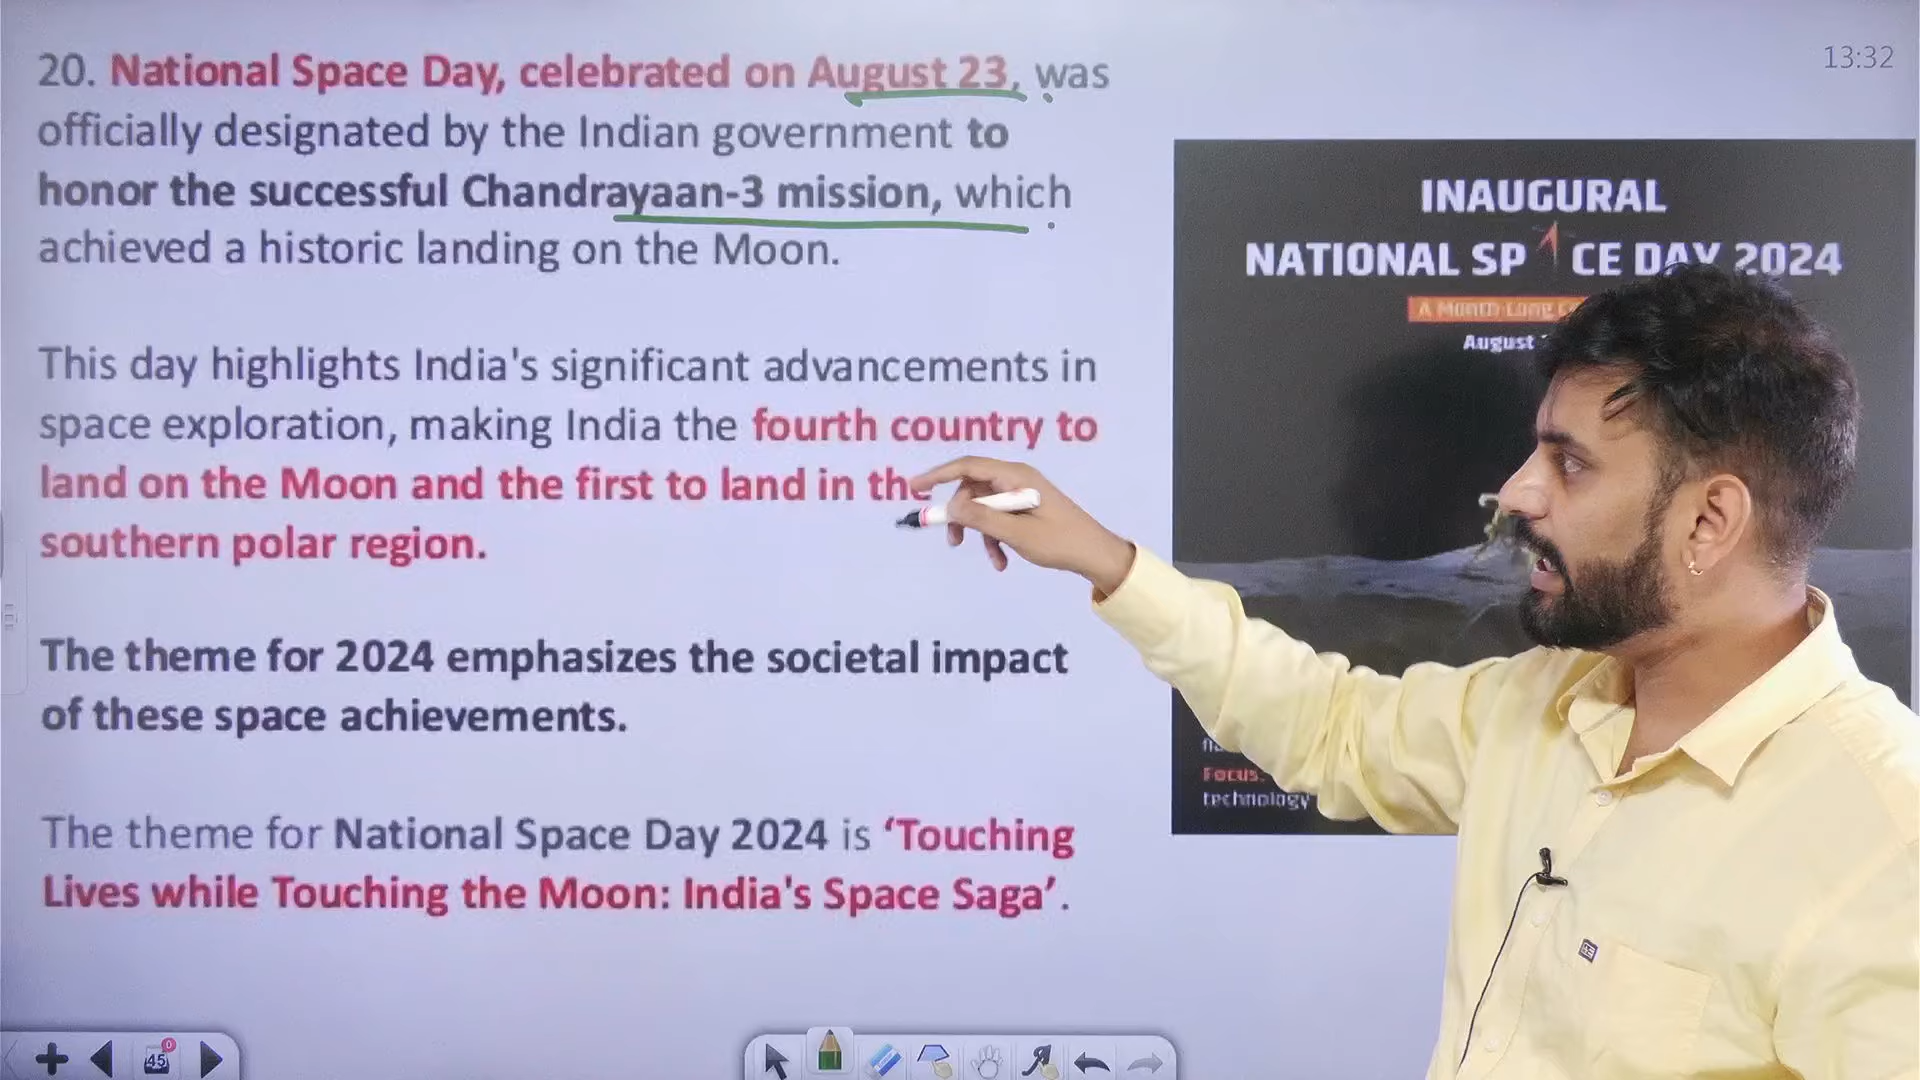 13:32
20. National Space Day, celebrated on August 23, was
officially designated by the Indian government to
honor the successful Chandrayaan-3 mission, which
achieved a historic landing on the Moon.
This day highlights India's significant advancements in
space exploration, making India the fourth country to
land on the Moon and the first to land in the
southern polar region.
The theme for 2024 emphasizes the societal impact
of these space achievements.
The theme for National Space Day 2024 is ‘Touching
Lives while Touching the Moon: India's Space Saga’.
INAUGURAL
NATIONAL SPACE DAY 2024
A Month Long
August
Focus:
technology
45
0